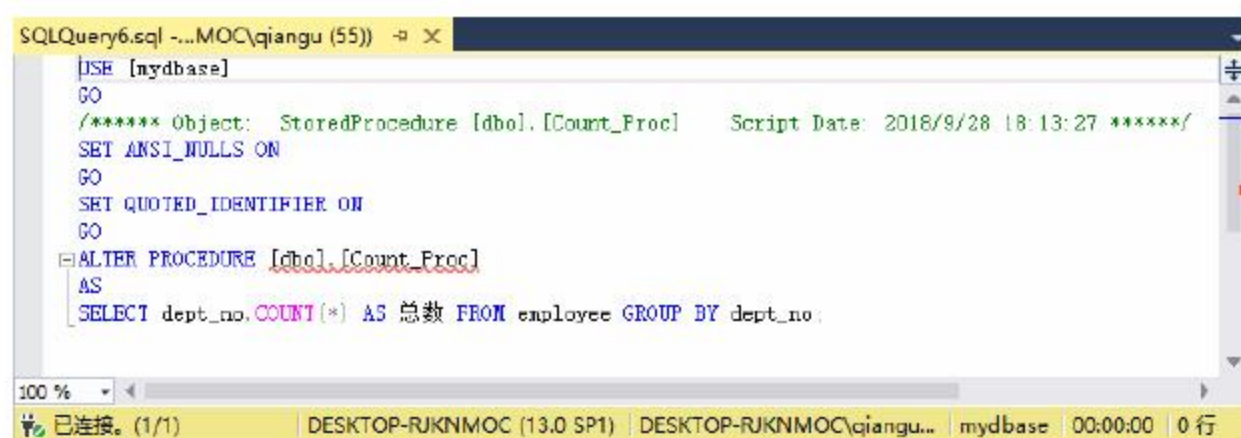 SQLQuery6.sql -...MOC\qiangu (55))
USE [mydbase]
GO
/****** Object:  StoredProcedure [dbo].[Count_Proc]    Script Date: 2018/9/28 18:13:27 ******/
SET ANSI_NULLS ON
GO
SET QUOTED_IDENTIFIER ON
GO
ALTER PROCEDURE [dbo].[Count_Proc]
AS
SELECT dept_no,COUNT(*) AS 总数 FROM employee GROUP BY dept_no;
100 %
已连接。(1/1) DESKTOP-RJKNMOC (13.0 SP1) DESKTOP-RJKNMOC\qiangu... mydbase 00:00:00 0 行